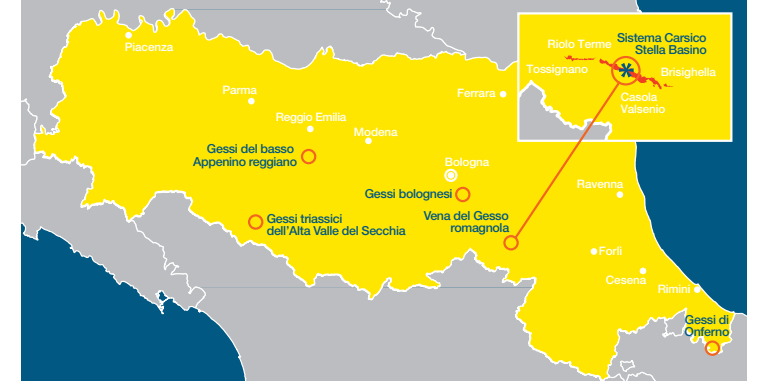 Piacenza
Sistema Carsico
Stella Basino
Riolo Terme
Tossignano
Brisighella
Casola
Valsenio
Parma
Ferrara
Reggio Emilia
Modena
Gessi del basso
Appenino reggiano
Bologna
Gessi bolognesi
Ravenna
Vena del Gesso
romagnola
Gessi triassici
dell'Alta Valle del Secchia
Forlì
Cesena
Rimini
Gessi di
Onferno